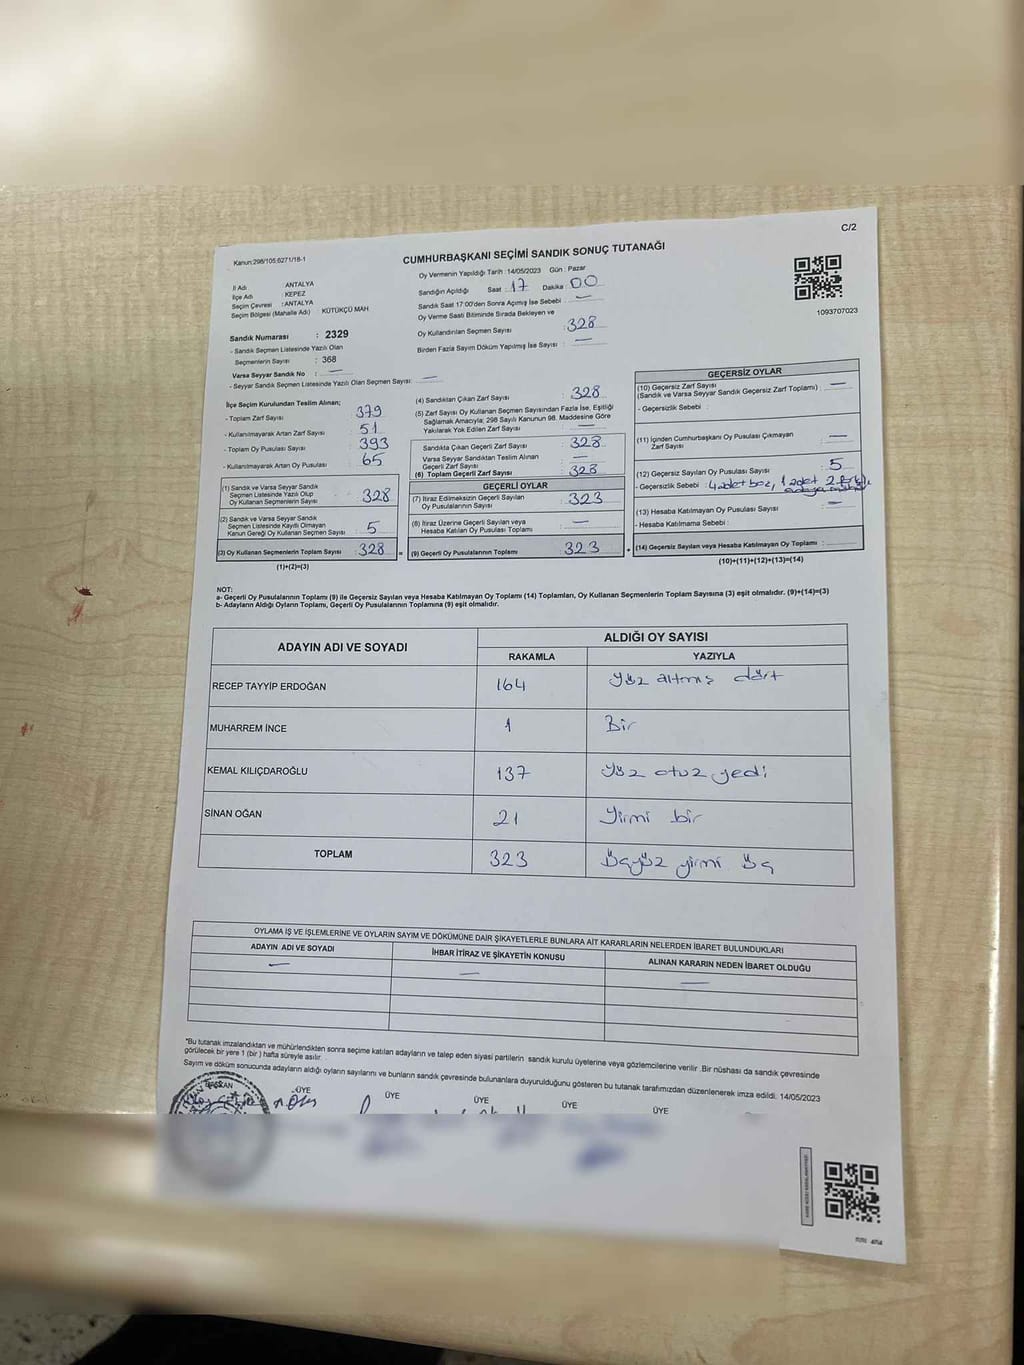 C/2
Kanun:298/105;6271/18-1
CUMHURBAŞKANI SEÇİMİ SANDIK SONUÇ TUTANAĞI
İl Adı : ANTALYA
İlçe Adı : KEPEZ
Seçim Çevresi : ANTALYA
Seçim Bölgesi (Mahalle Adı) KÜTÜKÇÜ MAH
Oy Vermenin Yapıldığı Tarih :14/05/2023 Gün : Pazar
Sandığın Açıldığı Saat : 17 Dakika : 00
Sandık Saat 17:00'den Sonra Açımış İse Sebebi : —
Oy Verme Saati Bitiminde Sırada Bekleyen ve
Oy Kullandırılan Seçmen Sayısı : 328
Birden Fazla Sayım Döküm Yapılmış İse Sayısı : —
1093707023
Sandık Numarası : 2329
- Sandık Seçmen Listesinde Yazılı Olan
Seçmenlerin Sayısı : 368
Varsa Seyyar Sandık No : —
- Seyyar Sandık Seçmen Listesinde Yazılı Olan Seçmen Sayısı: —
İlçe Seçim Kurulundan Teslim Alınan;
- Toplam Zarf Sayısı : 379
- Kullanılmayarak Artan Zarf Sayısı : 51
- Toplam Oy Pusulası Sayısı : 393
- Kullanılmayarak Artan Oy Pusulası : 65
(1) Sandık ve Varsa Seyyar Sandık
Seçmen Listesinde Yazılı Olup
Oy Kullanan Seçmenlerin Sayısı : 328
(2) Sandık ve Varsa Seyyar Sandık
Seçmen Listesinde Kayıtlı Olmayan
Kanun Gereği Oy Kullanan Seçmen Sayısı : 5
(3) Oy Kullanan Seçmenlerin Toplam Sayısı : 328 =
(1)+(2)=(3)
(4) Sandıktan Çıkan Zarf Sayısı : 328
(5) Zarf Sayısı Oy Kullanan Seçmen Sayısından Fazla İse, Eşitliği
Sağlamak Amacıyla; 298 Sayılı Kanunun 98. Maddesine Göre
Yakılarak Yok Edilen Zarf Sayısı : —
Sandıkta Çıkan Geçerli Zarf Sayısı : 328
Varsa Seyyar Sandıktan Teslim Alınan
Geçerli Zarf Sayısı : —
(6) Toplam Geçerli Zarf Sayısı : 328
GEÇERLİ OYLAR
(7) İtiraz Edilmeksizin Geçerli Sayılan
Oy Pusulası Sayısı : 323
(8) İtiraz Üzerine Geçerli Sayılan veya
Hesaba Katılan Oy Pusulası Toplamı : —
(9) Geçerli Oy Pusulalarının Toplamı : 323 +
GEÇERSİZ OYLAR
(10) Geçersiz Zarf Sayısı
(Sandık ve Varsa Seyyar Sandık Geçersiz Zarf Toplamı) : —
- Geçersizlik Sebebi :
(11) İçinden Cumhurbaşkanı Oy Pusulası Çıkmayan
Zarf Sayısı : —
(12) Geçersiz Sayılan Oy Pusulası Sayısı : 5
- Geçersizlik Sebebi : 4 adet boz, 1 adet 2
(13) Hesaba Katılmayan Oy Pusulası Sayısı : —
- Hesaba Katılmama Sebebi :
(14) Geçersiz Sayılan veya Hesaba Katılmayan Oy Toplamı :
(10)+(11)+(12)+(13)=(14)
NOT:
a- Geçerli Oy Pusulalarının Toplamı (9) ile Geçersiz Sayılan veya Hesaba Katılmayan Oy Toplamı (14) Toplamları, Oy Kullanan Seçmenlerin Toplam Sayısına (3) eşit olmalıdır. (9)+(14)=(3)
b- Adayların Aldığı Oyların Toplamı, Geçerli Oy Pusulalarının Toplamına (9) eşit olmalıdır.
ADAYIN ADI VE SOYADI ALDIĞI OY SAYISI
RAKAMLA YAZIYLA
RECEP TAYYİP ERDOĞAN 164 Yüz altmış dört
MUHARREM İNCE 1 Bir
KEMAL KILIÇDAROĞLU 137 Yüz otuz yedi
SİNAN OĞAN 21 Yirmi bir
TOPLAM 323 Üçyüz yirmi üç
OYLAMA İŞ VE İŞLEMLERİNE VE OYLARIN SAYIM VE DÖKÜMÜNE DAİR ŞİKAYETLERLE BUNLARA AİT KARARLARIN NELERDEN İBARET BULUNDUKLARI
ADAYIN ADI VE SOYADI İHBAR İTİRAZ VE ŞİKAYETİN KONUSU ALINAN KARARIN NEDEN İBARET OLDUĞU
— — —
*Bu tutanak imzalandıktan ve mühürlendikten sonra seçime katılan adayların ve talep eden siyasi partilerin sandık kurulu üyelerine veya gözlemcilerine verilir .Bir nüshası da sandık çevresinde
görülecek bir yere 1 (bir ) hafta süreyle asılır.
Sayım ve döküm sonucunda adayların aldığı oyların sayılarını ve bunların sandık çevresinde bulunanlara duyurulduğunu gösteren bu tutanak tarafımızdan düzenlenerek imza edildi. 14/05/2023
BAŞKAN ÜYE ÜYE ÜYE ÜYE ÜYE